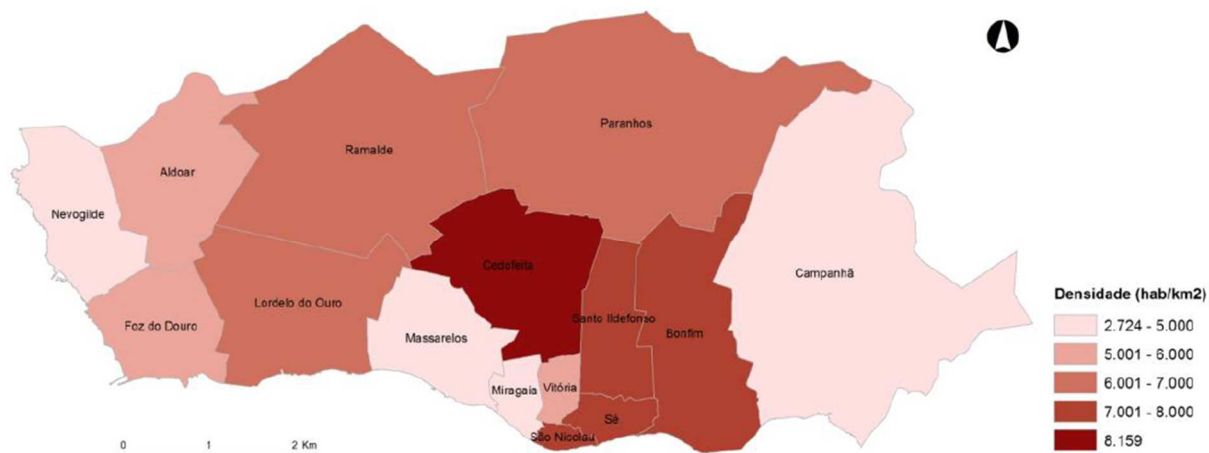 Paranhos
Ramalde
Aldoar
Nevogilde
Cedofeita
Campanhã
Densidade (hab/km2)
Lordelo do Ouro
Santo Ildefonso
Foz do Douro
Massarelos
Bonfim
2.724 - 5.000
5.001 - 6.000
6.001 - 7.000
7.001 - 8.000
8.159
Miragaia
Vitória
Sé
São Nicolau
0 1 2 Km